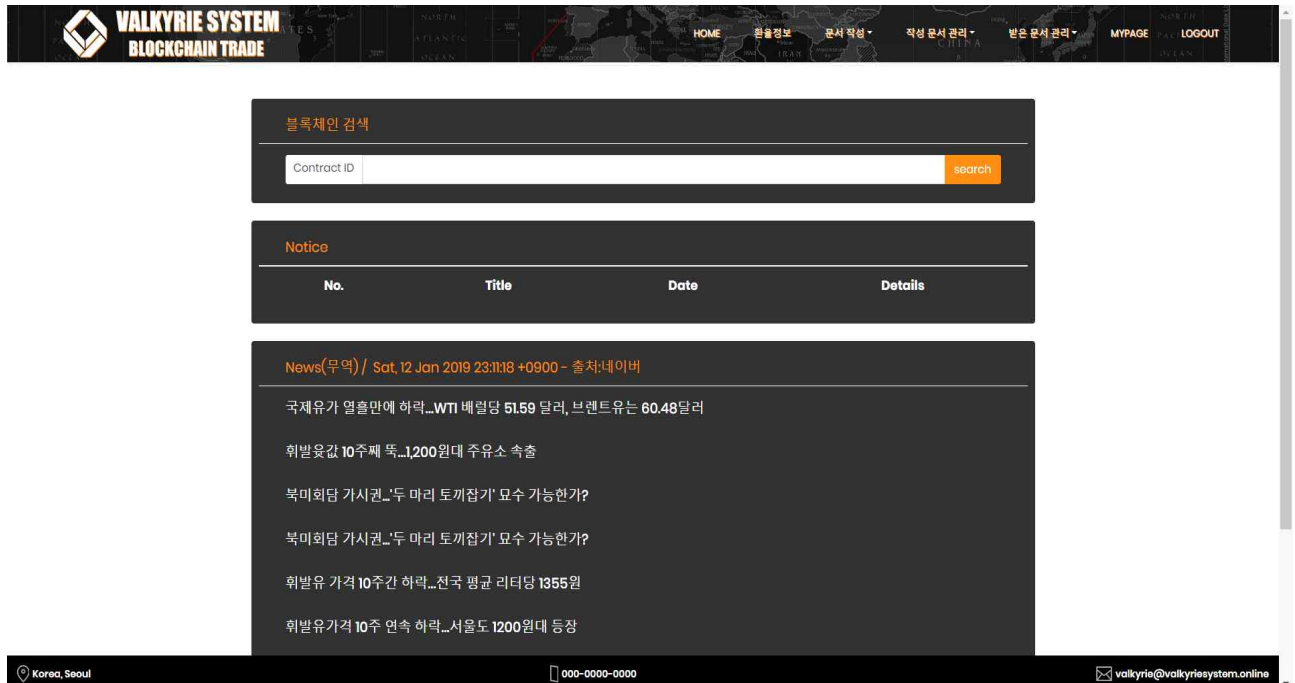 VALKYRIE SYSTEM
BLOCKCHAIN TRADE
HOME 환율정보 문서 작성 작성 문서 관리 받은 문서 관리 MYPAGE LOGOUT
블록체인 검색
Contract ID search
Notice
No. Title Date Details
News(무역) / Sat, 12 Jan 2019 23:11:18 +0900 - 출처:네이버
국제유가 열흘만에 하락...WTI 배럴당 51.59 달러, 브렌트유는 60.48달러
휘발윳값 10주째 뚝...1,200원대 주유소 속출
북미회담 가시권...'두 마리 토끼잡기' 묘수 가능한가?
북미회담 가시권...'두 마리 토끼잡기' 묘수 가능한가?
휘발유 가격 10주간 하락...전국 평균 리터당 1355원
휘발유가격 10주 연속 하락...서울도 1200원대 등장
Korea, Seoul 000-0000-0000 valkyrie@valkyriesystem.online